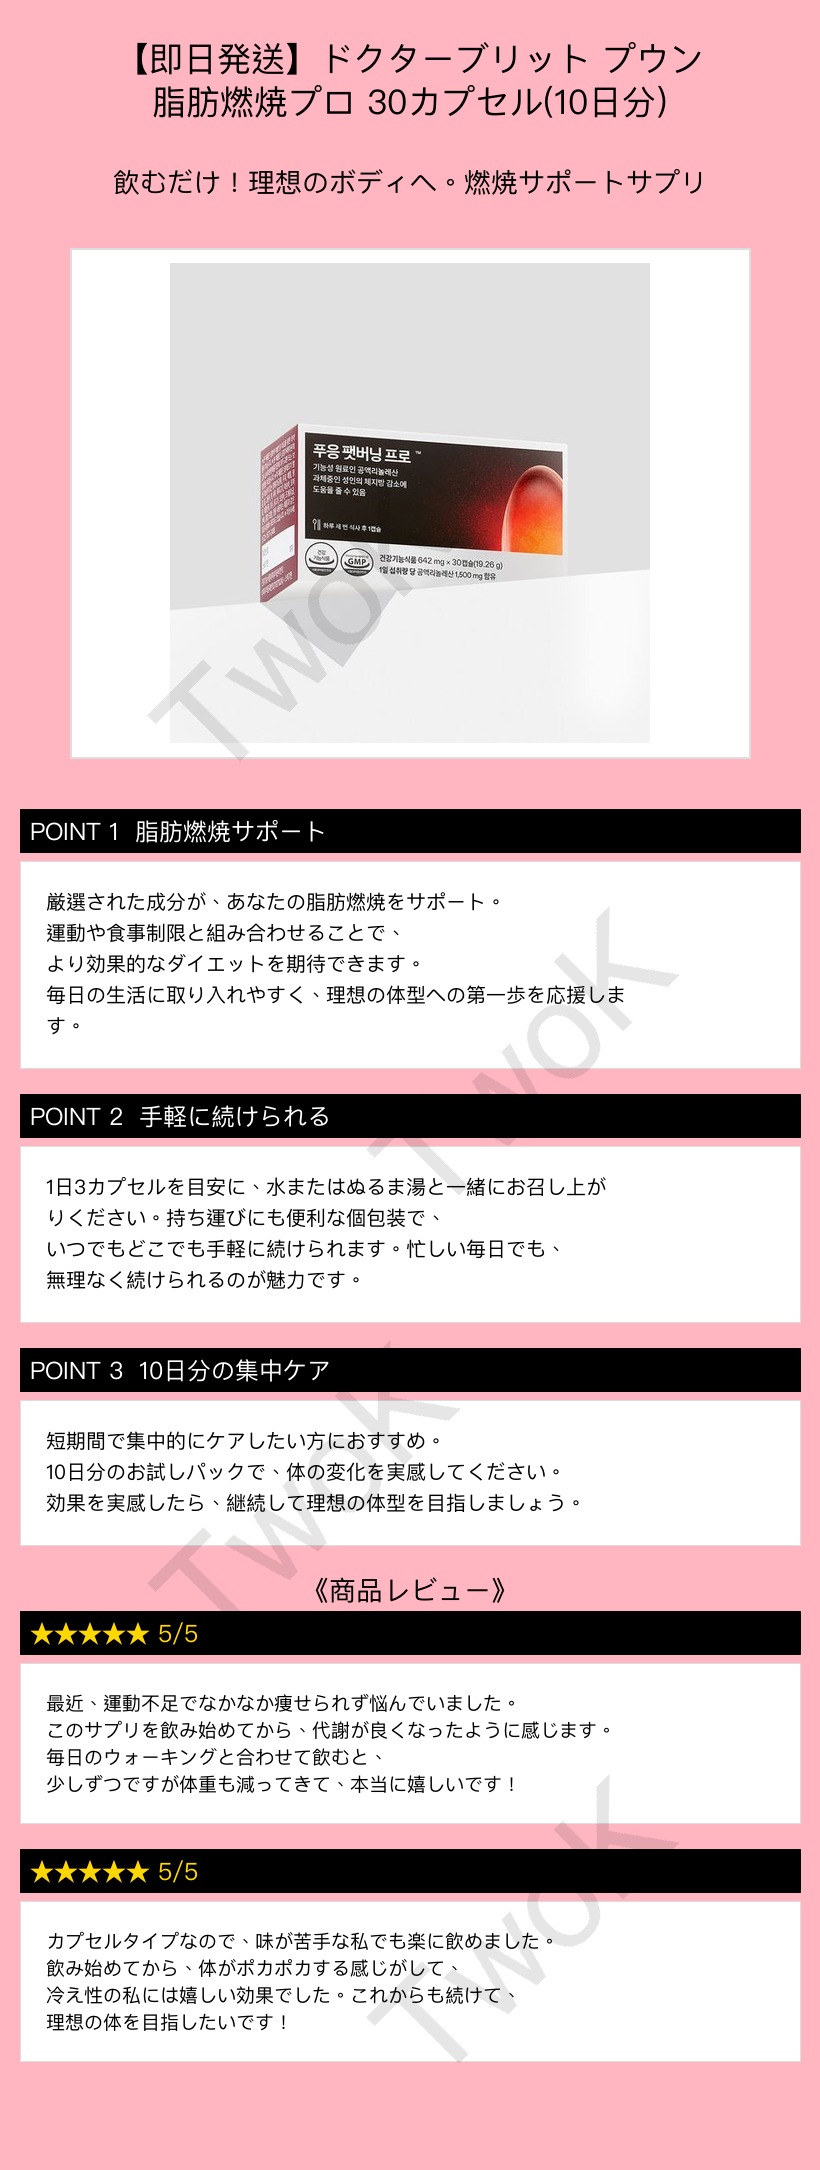 【即日発送】ドクターブリット プウン
脂肪燃焼プロ 30カプセル(10日分)
飲むだけ！理想のボディへ。燃焼サポートサプリ
푸응 팻버닝 프로 ™
기능성 원료인 공액리놀레산
과체중인 성인의 체지방 감소에
도움을 줄 수 있음
하루 세 번 식사 후 1캡슐
건강
기능식품
GMP
건강기능식품 642 mg × 30캡슐(19.26 g)
1일 섭취량 당 공액리놀레산 1,500 mg 함유
TwoK
POINT 1 脂肪燃焼サポート
厳選された成分が、あなたの脂肪燃焼をサポート。
運動や食事制限と組み合わせることで、
より効果的なダイエットを期待できます。
毎日の生活に取り入れやすく、理想の体型への第一歩を応援しま
す。
TwoK
POINT 2 手軽に続けられる
1日3カプセルを目安に、水またはぬるま湯と一緒にお召し上が
りください。持ち運びにも便利な個包装で、
いつでもどこでも手軽に続けられます。忙しい毎日でも、
無理なく続けられるのが魅力です。
POINT 3 10日分の集中ケア
短期間で集中的にケアしたい方におすすめ。
10日分のお試しパックで、体の変化を実感してください。
効果を実感したら、継続して理想の体型を目指しましょう。
TwoK
《商品レビュー》
★★★★★ 5/5
最近、運動不足でなかなか痩せられず悩んでいました。
このサプリを飲み始めてから、代謝が良くなったように感じます。
毎日のウォーキングと合わせて飲むと、
少しずつですが体重も減ってきて、本当に嬉しいです！
★★★★★ 5/5
カプセルタイプなので、味が苦手な私でも楽に飲めました。
飲み始めてから、体がポカポカする感じがして、
冷え性の私には嬉しい効果でした。これからも続けて、
理想の体を目指したいです！
TwoK